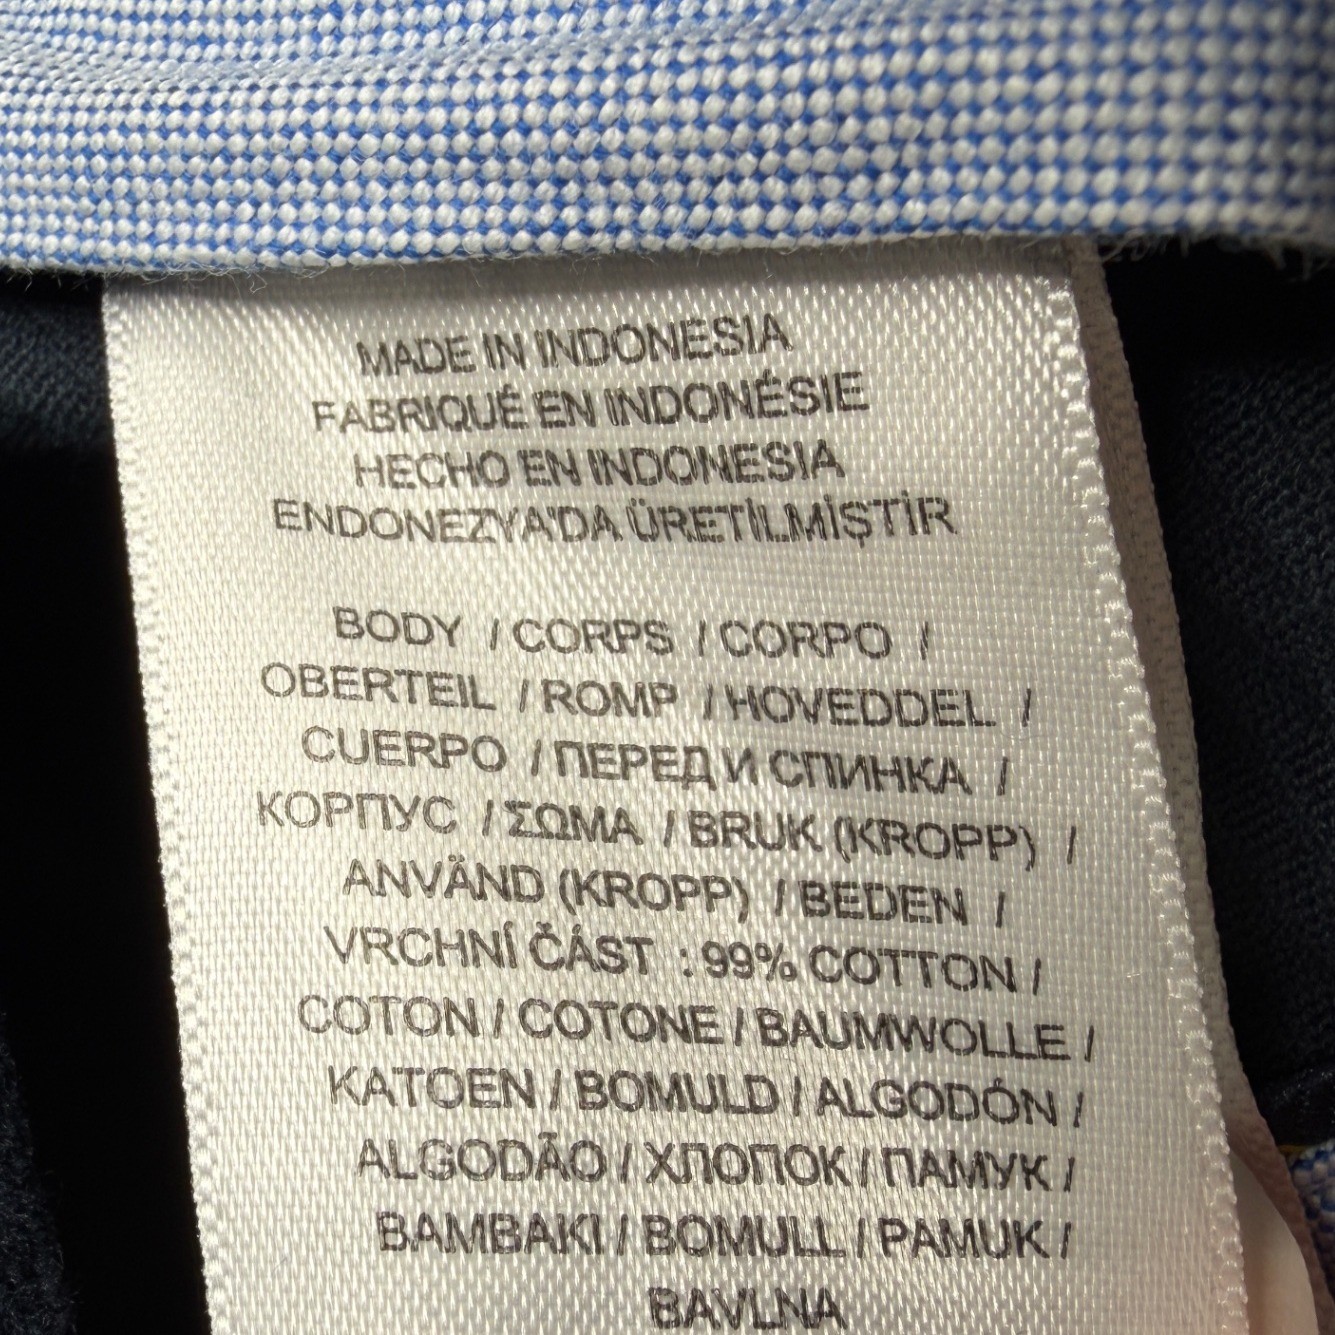 MADE IN INDONESIA
FABRIQUÉ EN INDONÉSIE
HECHO EN INDONESIA
ENDONEZYA'DA ÜRETİLMİŞTİR
BODY / CORPS / CORPO /
OBERTEIL / ROMP / HOVEDDEL /
CUERPO / ПЕРЕД И СПИНКА /
КОРПУС / ΣΩΜΑ / BRUK (KROPP) /
ANVÄND (KROPP) / BEDEN /
VRCHNÍ ČÁST : 99% COTTON /
COTON / COTONE / BAUMWOLLE /
KATOEN / BOMULD / ALGODÓN /
ALGODÃO / ХЛОПОК / ПАМУК /
ΒΑΜΒΑΚΙ / BOMULL / PAMUK /
BAVLNA